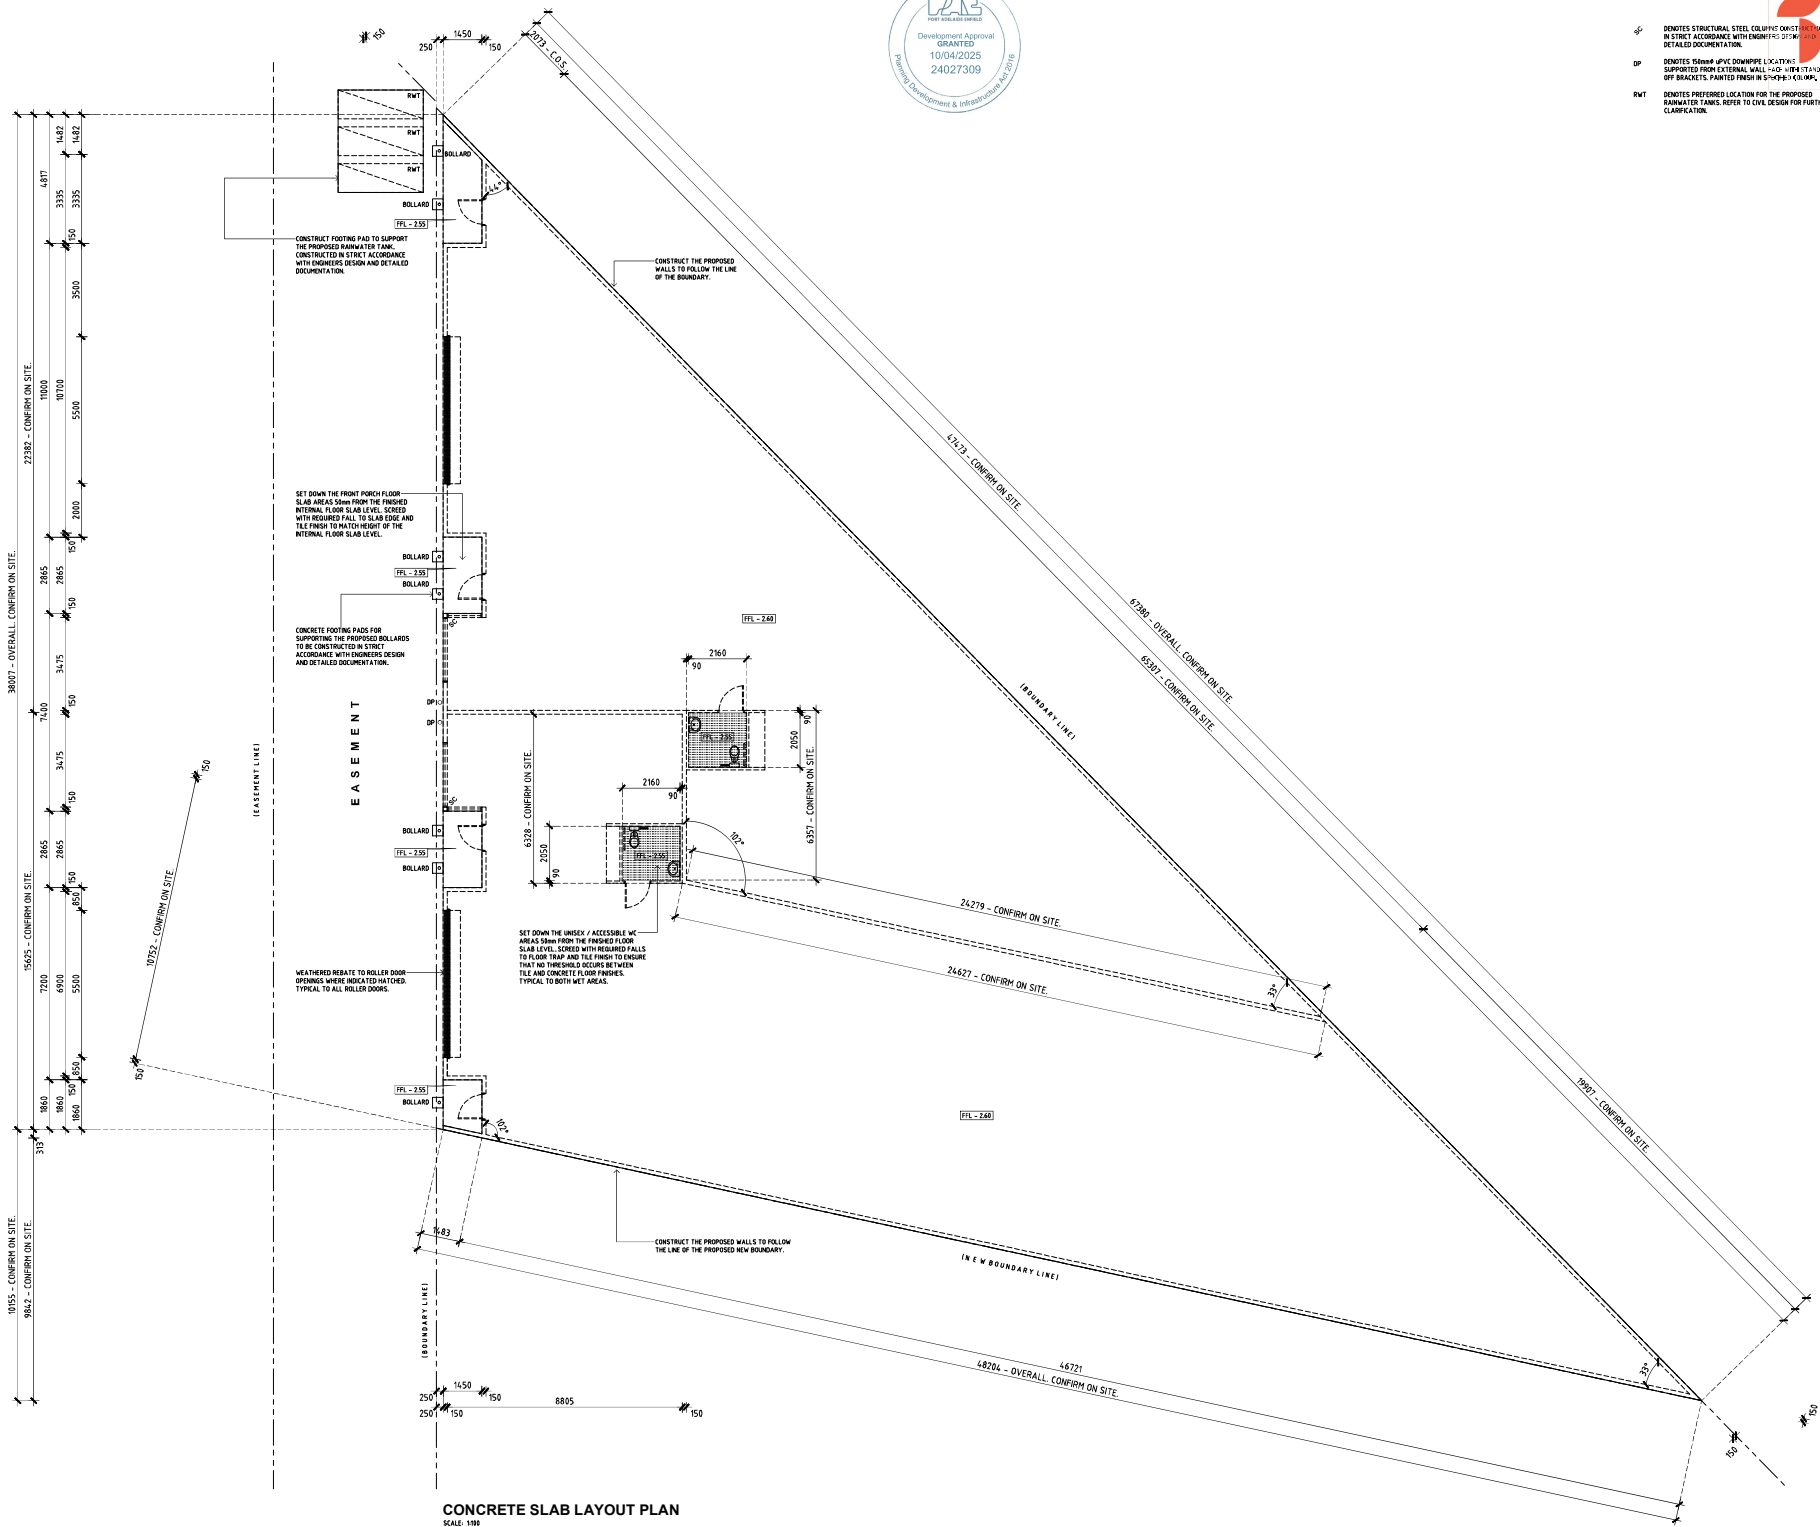 PORT ADELAIDE ENFIELD
Development Approval
GRANTED
10/04/2025
24027309
Planning Development & Infrastructure Act 2016
SC
DENOTES STRUCTURAL STEEL COLUMNS
IN STRICT ACCORDANCE WITH ENGINEERS DESIGN AND
DETAILED DOCUMENTATION.
DP
DENOTES 150mmø uPVC DOWNPIPE LOCATIONS
SUPPORTED FROM EXTERNAL WALL FACE WITH STAND
OFF BRACKETS. PAINTED FINISH IN SPECIFIED COLOUR.
RWT
DENOTES PREFERRED LOCATION FOR THE PROPOSED
RAINWATER TANKS. REFER TO CIVIL DESIGN FOR
CLARIFICATION.
150
250
1450
150
2073 - C.O.S.
RWT
RWT
RWT
BOLLARD
BOLLARD
FFL - 2.55
44°
CONSTRUCT FOOTING PAD TO SUPPORT
THE PROPOSED RAINWATER TANK.
CONSTRUCTED IN STRICT ACCORDANCE
WITH ENGINEERS DESIGN AND DETAILED
DOCUMENTATION.
CONSTRUCT THE PROPOSED
WALLS TO FOLLOW THE LINE
OF THE BOUNDARY.
38007 - OVERALL. CONFIRM ON SITE.
10155 - CONFIRM ON SITE.
22382 - CONFIRM ON SITE.
15625 - CONFIRM ON SITE.
313
9842 - CONFIRM ON SITE.
4817
11000
2865
7400
2865
7200
1860
1482
3335
150
10700
150
2865
150
3475
150
3475
150
2865
150
6900
150
1860
1482
3335
150
3500
5500
2000
850
5500
850
1860
47473 - CONFIRM ON SITE.
67380 - OVERALL. CONFIRM ON SITE.
65307 - CONFIRM ON SITE.
19907 - CONFIRM ON SITE.
SET DOWN THE FRONT PORCH FLOOR
SLAB AREAS 50mm FROM THE FINISHED
INTERNAL FLOOR SLAB LEVEL. SCREED
WITH REQUIRED FALL TO SLAB EDGE AND
TILE FINISH TO MATCH HEIGHT OF THE
INTERNAL FLOOR SLAB LEVEL.
BOLLARD
FFL - 2.55
BOLLARD
SC
CONCRETE FOOTING PADS FOR
SUPPORTING THE PROPOSED BOLLARDS
TO BE CONSTRUCTED IN STRICT
ACCORDANCE WITH ENGINEERS DESIGN
AND DETAILED DOCUMENTATION.
FFL - 2.60
2160
90
DP
DP
EASEMENT
(EASEMENT LINE)
(BOUNDARY LINE)
90
2050
6357 - CONFIRM ON SITE.
6328 - CONFIRM ON SITE.
FFL - 2.55
2160
90
2050
90
FFL - 2.55
102°
SC
BOLLARD
FFL - 2.55
BOLLARD
150
10752 - CONFIRM ON SITE.
150
24279 - CONFIRM ON SITE.
24627 - CONFIRM ON SITE.
33°
SET DOWN THE UNISEX / ACCESSIBLE WC
AREAS 50mm FROM THE FINISHED FLOOR
SLAB LEVEL. SCREED WITH REQUIRED FALLS
TO FLOOR TRAP AND TILE FINISH TO ENSURE
THAT NO THRESHOLD OCCURS BETWEEN
TILE AND CONCRETE FLOOR FINISHES.
TYPICAL TO BOTH WET AREAS.
WEATHERED REBATE TO ROLLER DOOR
OPENINGS WHERE INDICATED HATCHED.
TYPICAL TO ALL ROLLER DOORS.
FFL - 2.55
BOLLARD
102°
FFL - 2.60
1483
CONSTRUCT THE PROPOSED WALLS TO FOLLOW
THE LINE OF THE PROPOSED NEW BOUNDARY.
(NEW BOUNDARY LINE)
(BOUNDARY LINE)
46721
48204 - OVERALL. CONFIRM ON SITE.
33°
150
150
250
1450
150
250
150
8805
150
CONCRETE SLAB LAYOUT PLAN
SCALE: 1:100